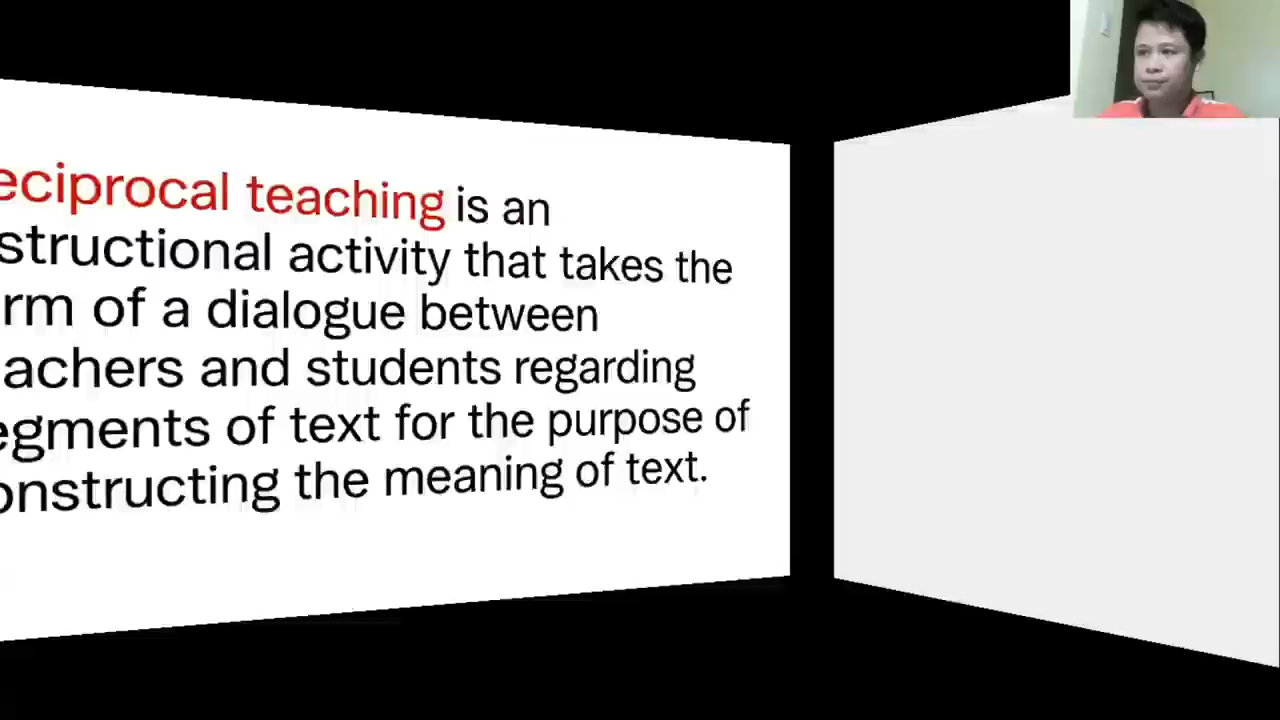 eciprocal teaching is an
structional activity that takes the
rm of a dialogue between
achers and students regarding
egments of text for the purpose of
onstructing the meaning of text.